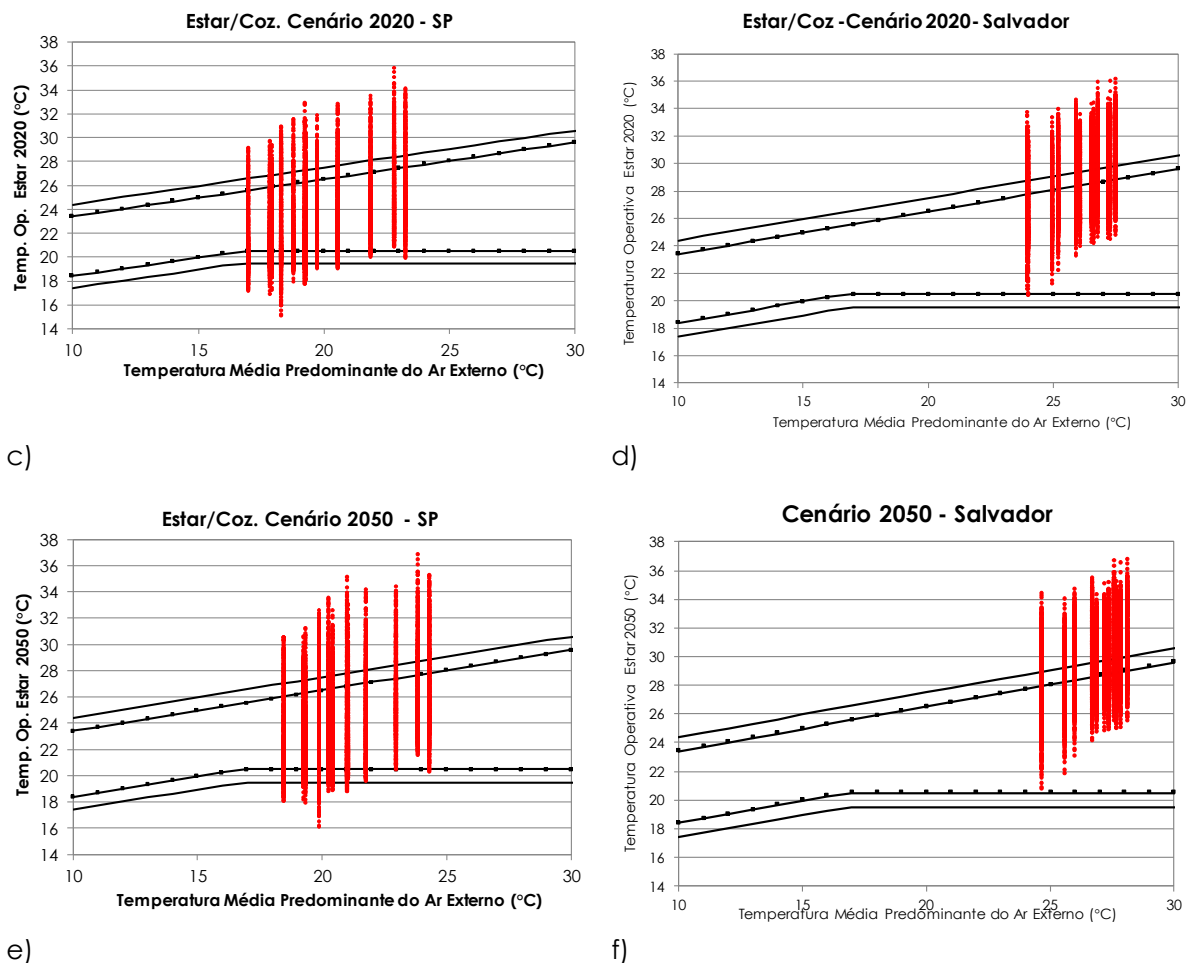 Estar/Coz. Cenário 2020 - SP
Temp. Op. Estar 2020 (°C)
38
36
34
32
30
28
26
24
22
20
18
16
14
10 15 20 25 30
Temperatura Média Predominante do Ar Externo (°C)
c)
Estar/Coz -Cenário 2020- Salvador
Temperatura Operativa Estar 2020 (°C)
38
36
34
32
30
28
26
24
22
20
18
16
14
10 15 20 25 30
Temperatura Média Predominante do Ar Externo (°C)
d)
Estar/Coz. Cenário 2050 - SP
Temp. Op. Estar 2050 (°C)
38
36
34
32
30
28
26
24
22
20
18
16
14
10 15 20 25 30
Temperatura Média Predominante do Ar Externo (°C)
e)
Cenário 2050 - Salvador
Temperatura Operativa Estar 2050 (°C)
38
36
34
32
30
28
26
24
22
20
18
16
14
10 15 20 25 30
Temperatura Média Predominante do Ar Externo (°C)
f)